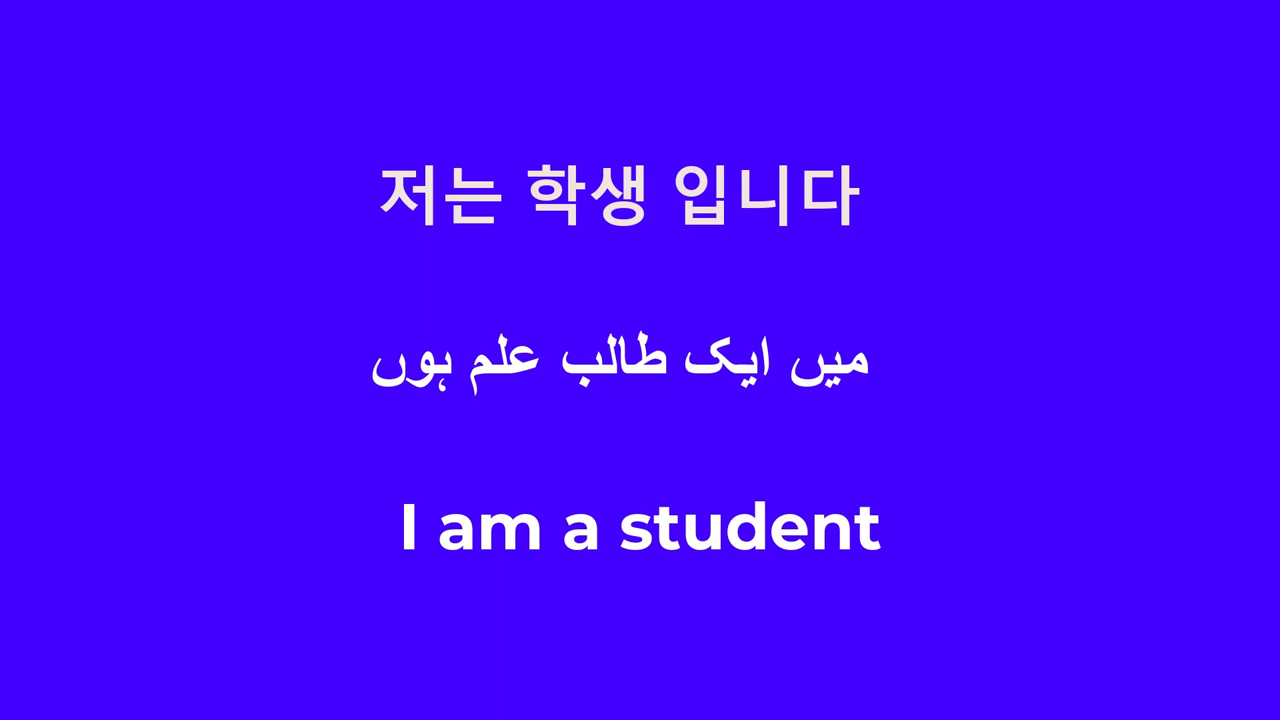 저는 학생 입니다
میں ایک طالب علم ہوں
I am a student